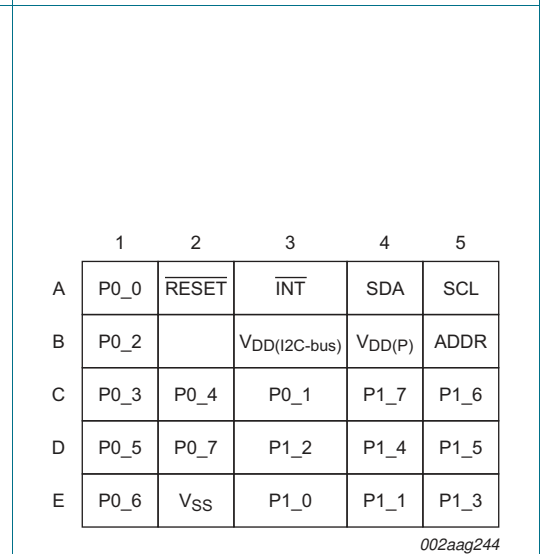 1 2 3 4 5
A P0_0 RESET INT SDA SCL
B P0_2 VDD(I2C-bus) VDD(P) ADDR
C P0_3 P0_4 P0_1 P1_7 P1_6
D P0_5 P0_7 P1_2 P1_4 P1_5
E P0_6 VSS P1_0 P1_1 P1_3
002aag244